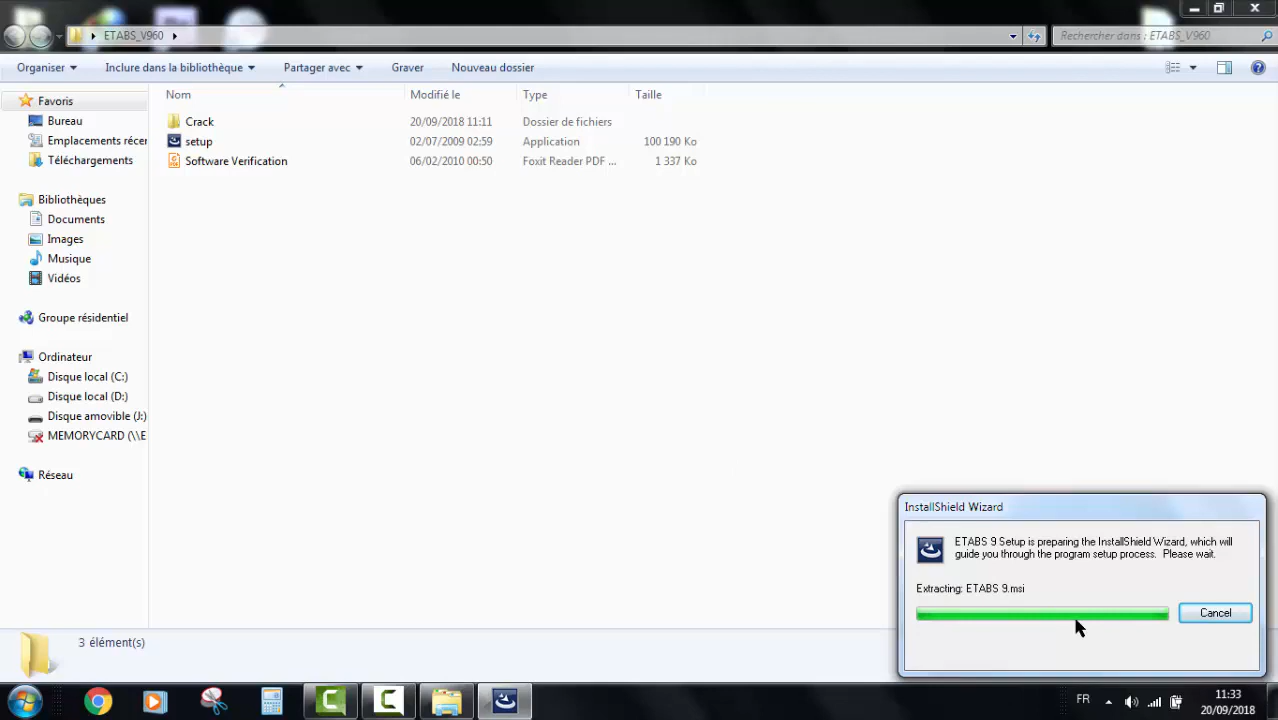 ETABS_V960
Rechercher dans : ETABS_V960
Organiser
Inclure dans la bibliothèque
Partager avec
Graver
Nouveau dossier
Nom
Modifié le
Type
Taille
Favoris
Bureau
Emplacements récer
Téléchargements
Bibliothèques
Documents
Images
Musique
Vidéos
Groupe résidentiel
Ordinateur
Disque local (C:)
Disque local (D:)
Disque amovible (J:)
MEMORYCARD (\\E
Réseau
Crack 20/09/2018 11:11 Dossier de fichiers
setup 02/07/2009 02:59 Application 100 190 Ko
Software Verification 06/02/2010 00:50 Foxit Reader PDF ... 1 337 Ko
InstallShield Wizard
ETABS 9 Setup is preparing the InstallShield Wizard, which will
guide you through the program setup process. Please wait.
Extracting: ETABS 9.msi
Cancel
3 élément(s)
FR
11:33
20/09/2018